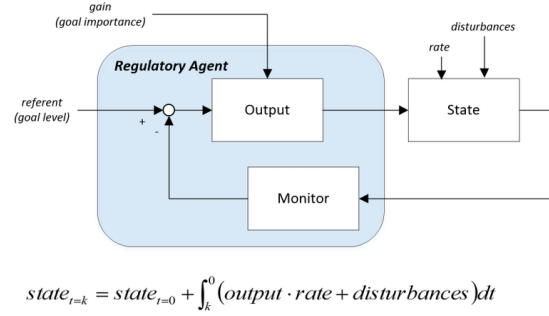 gain
(goal importance)
disturbances
rate
Regulatory Agent
referent
(goal level)
+
-
Output
State
Monitor
state_{t=k} = state_{t=0} + ∫_k^0 (output · rate + disturbances)dt